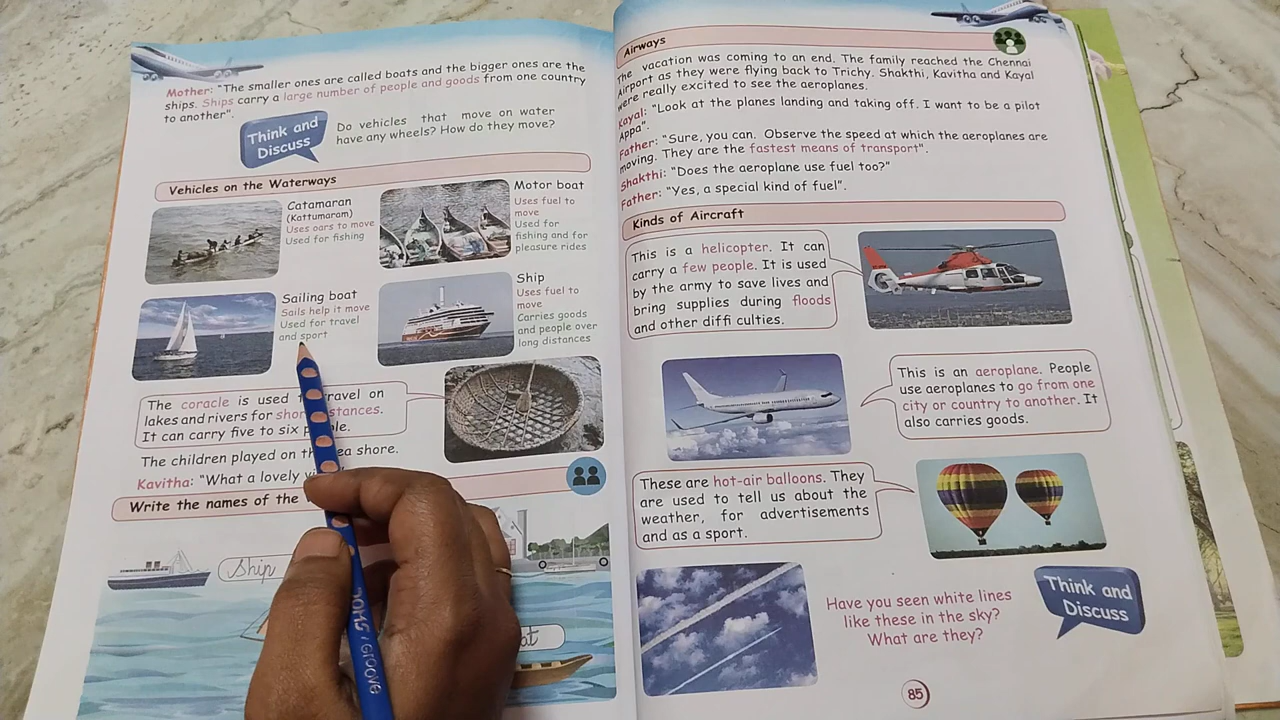 Mother: "The smaller ones are called boats and the bigger ones are the
ships. Ships carry a large number of people and goods from one country
to another".
Think and
Discuss
Do vehicles that move on water
have any wheels? How do they move?
Vehicles on the Waterways
Catamaran
(Kattumaram)
Uses oars to move
Used for fishing
Motor boat
Uses fuel to
move
Used for
fishing and for
pleasure rides
Sailing boat
Sails help it move
Used for travel
and sport
Ship
Uses fuel to
move
Carries goods
and people over
long distances
The coracle is used travel on
lakes and rivers for
It can carry five to six
The children played on shore.
Kavitha: "What a lovely
Write the names of the
Ship
Airways
The vacation was coming to an end. The family reached the Chennai
Airport as they were flying back to Trichy. Shakthi, Kavitha and Kayal
were really excited to see the aeroplanes.
Kayal: "Look at the planes landing and taking off. I want to be a pilot
Appa".
Father: "Sure, you can. Observe the speed at which the aeroplanes are
moving. They are the fastest means of transport".
Shakthi: "Does the aeroplane use fuel too?"
Father: "Yes, a special kind of fuel".
Kinds of Aircraft
This is a helicopter. It can
carry a few people. It is used
by the army to save lives and
bring supplies during floods
and other diffi culties.
This is an aeroplane. People
use aeroplanes to go from one
city or country to another. It
also carries goods.
These are hot-air balloons. They
are used to tell us about the
weather, for advertisements
and as a sport.
Have you seen white lines
like these in the sky?
What are they?
Think and
Discuss
85
DOMS / Groove